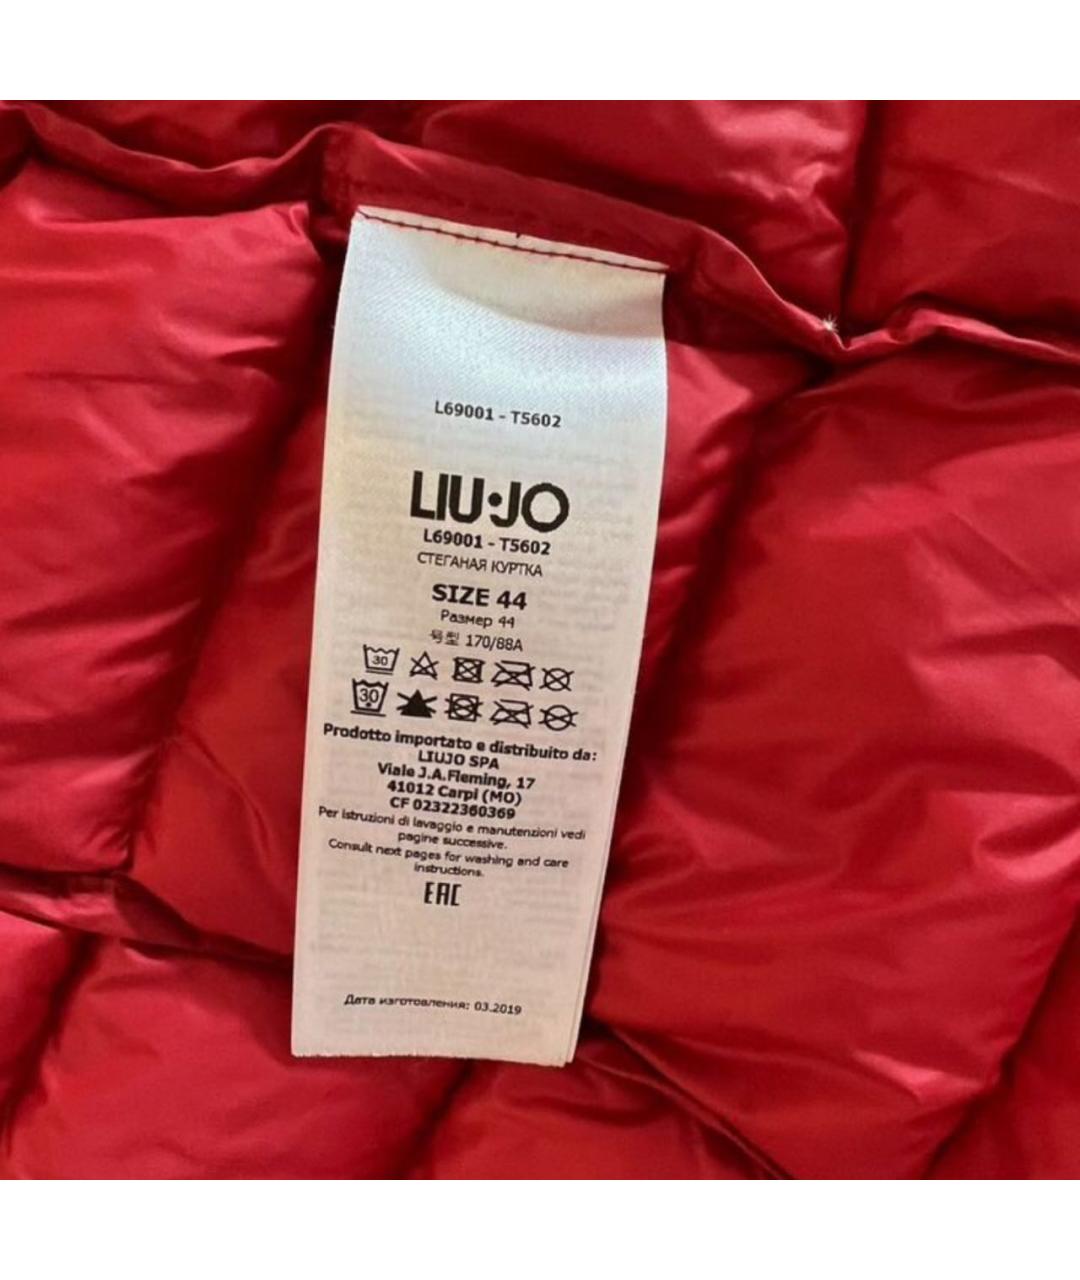 L69001 - T5602
LIU·JO
L69001 - T5602
СТЕГАНАЯ КУРТКА
SIZE 44
Размер 44
号型 170/88A
30
30
Prodotto importato e distribuito da:
LIUJO SPA
Viale J.A.Fleming, 17
41012 Carpi (MO)
CF 02322360369
Per istruzioni di lavaggio e manutenzioni vedi
pagine successive.
Consult next pages for washing and care
instructions.
EAC
Дата изготовления: 03.2019